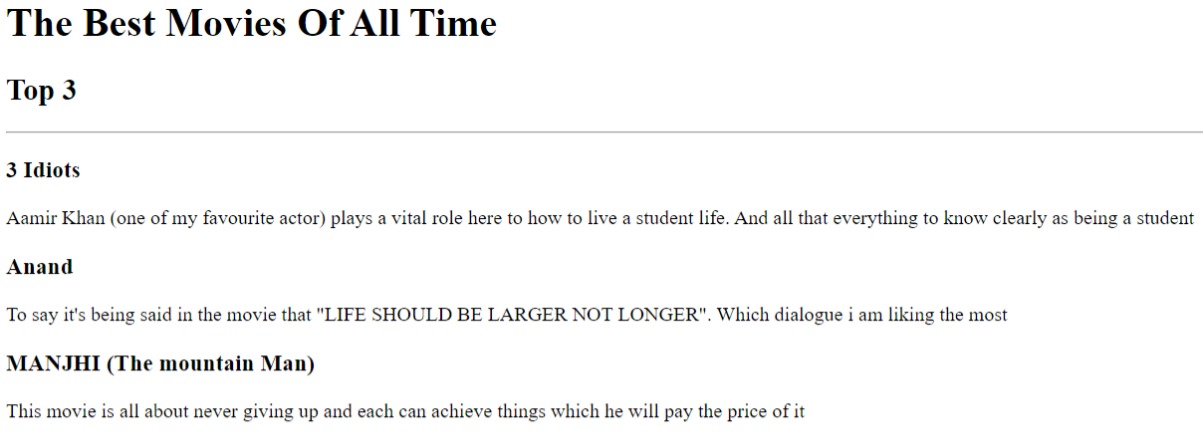 The Best Movies Of All Time
Top 3
3 Idiots
Aamir Khan (one of my favourite actor) plays a vital role here to how to live a student life. And all that everything to know clearly as being a student
Anand
To say it's being said in the movie that "LIFE SHOULD BE LARGER NOT LONGER". Which dialogue i am liking the most
MANJHI (The mountain Man)
This movie is all about never giving up and each can achieve things which he will pay the price of it